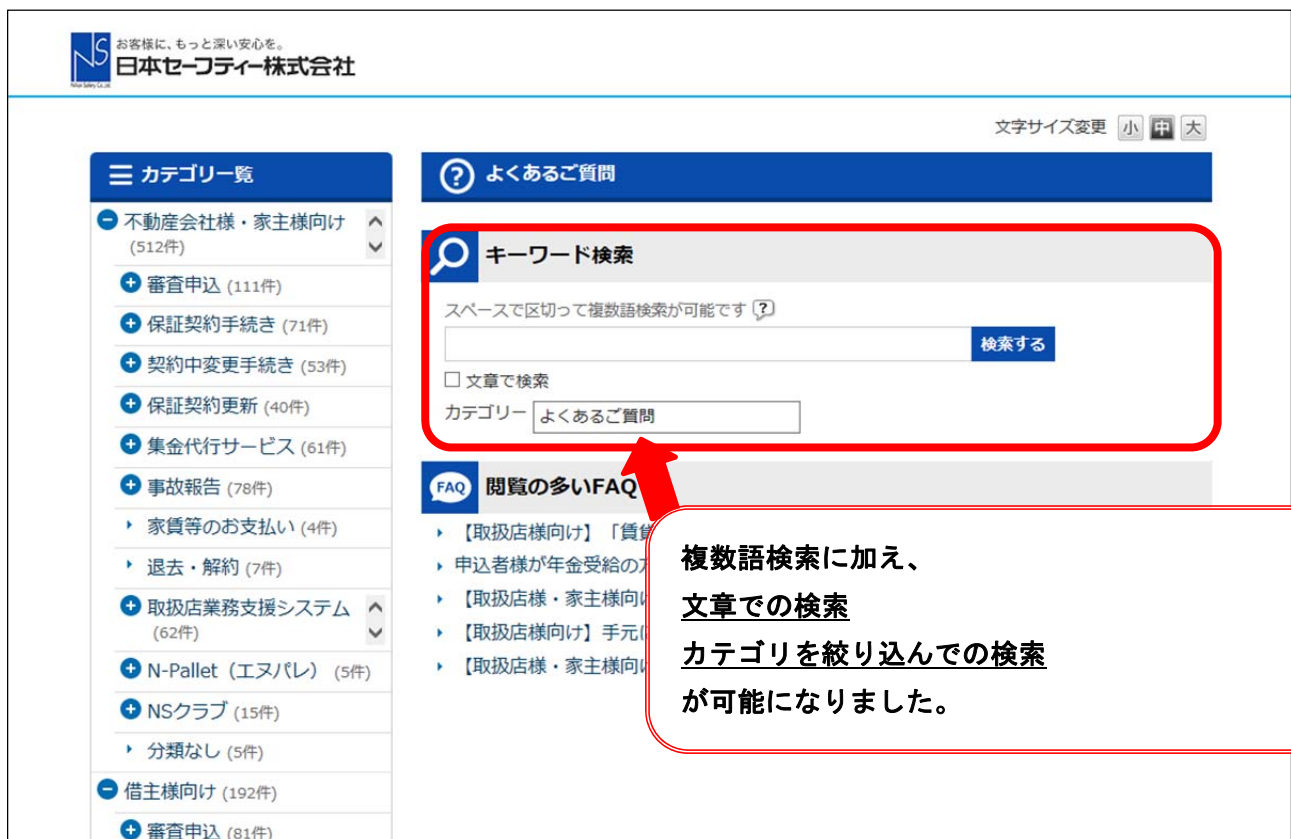 お客様に、もっと深い安心を。
日本セーフティー株式会社
文字サイズ変更 小 中 大
カテゴリ一覧
不動産会社様・家主様向け
(512件)
審査申込 (111件)
保証契約手続き (71件)
契約中変更手続き (53件)
保証契約更新 (40件)
集金代行サービス (61件)
事故報告 (78件)
家賃等のお支払い (4件)
退去・解約 (7件)
取扱店業務支援システム
(62件)
N-Pallet（エヌパレ） (5件)
NSクラブ (15件)
分類なし (5件)
借主様向け (192件)
審査申込 (81件)
よくあるご質問
キーワード検索
スペースで区切って複数語検索が可能です ?
検索する
文章で検索
カテゴリー よくあるご質問
FAQ 閲覧の多いFAQ
【取扱店様向け】「賃
申込者様が年金受給の
【取扱店様・家主様向
【取扱店様向け】手元
【取扱店様・家主様向
複数語検索に加え、
文章での検索
カテゴリを絞り込んでの検索
が可能になりました。